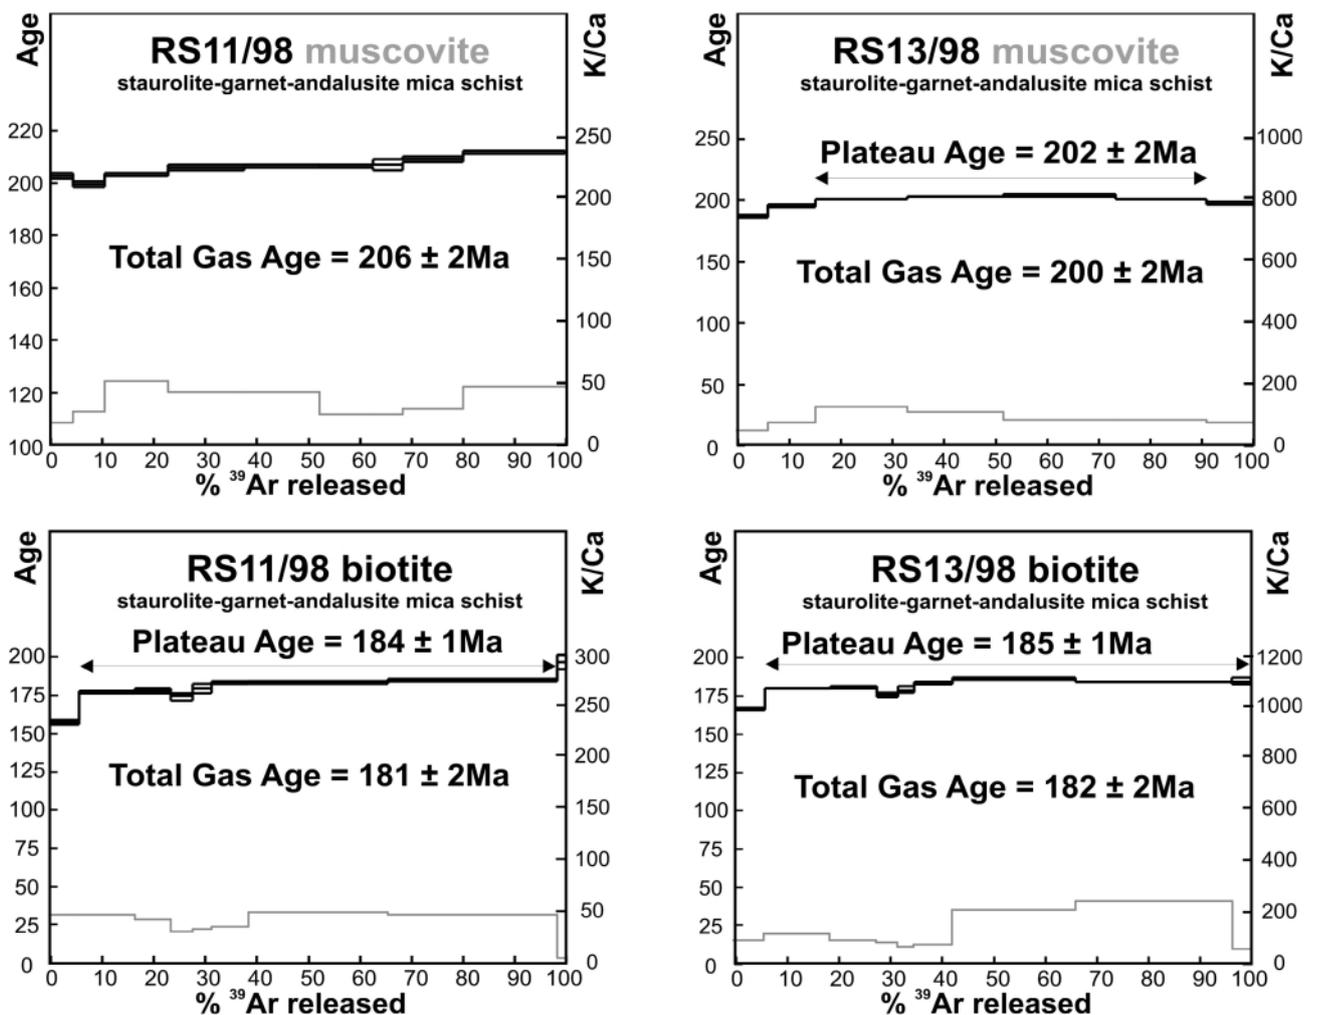 Age
RS11/98 muscovite
staurolite-garnet-andalusite mica schist
K/Ca
220
200
180
160
140
120
100
250
200
150
100
50
0
Total Gas Age = 206 ± 2Ma
0 10 20 30 40 50 60 70 80 90 100
% ³⁹Ar released
Age
RS13/98 muscovite
staurolite-garnet-andalusite mica schist
K/Ca
250
200
150
100
50
0
1000
800
600
400
200
0
Plateau Age = 202 ± 2Ma
Total Gas Age = 200 ± 2Ma
0 10 20 30 40 50 60 70 80 90 100
% ³⁹Ar released
Age
RS11/98 biotite
staurolite-garnet-andalusite mica schist
K/Ca
200
175
150
125
100
75
50
25
0
300
250
200
150
100
50
0
Plateau Age = 184 ± 1Ma
Total Gas Age = 181 ± 2Ma
0 10 20 30 40 50 60 70 80 90 100
% ³⁹Ar released
Age
RS13/98 biotite
staurolite-garnet-andalusite mica schist
K/Ca
200
175
150
125
100
75
50
25
0
1200
1000
800
600
400
200
0
Plateau Age = 185 ± 1Ma
Total Gas Age = 182 ± 2Ma
0 10 20 30 40 50 60 70 80 90 100
% ³⁹Ar released